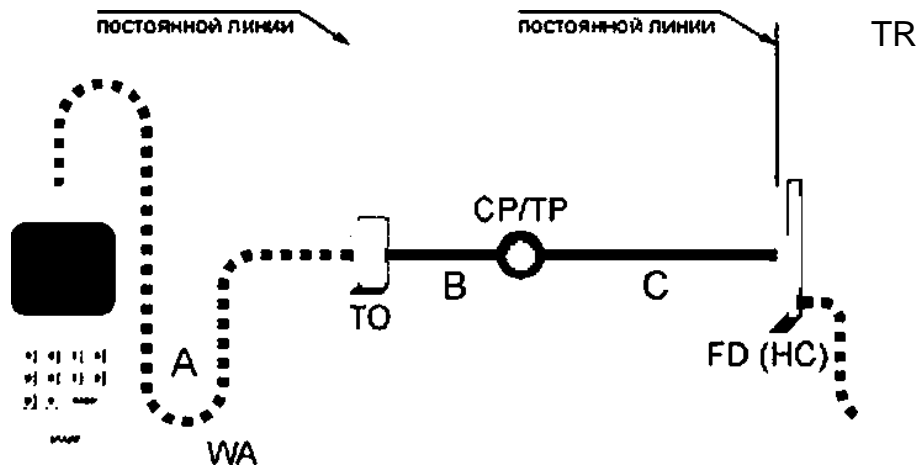 постоянной линии
постоянной линии
TR
CP/TP
B
C
TO
FD (HC)
A
WA